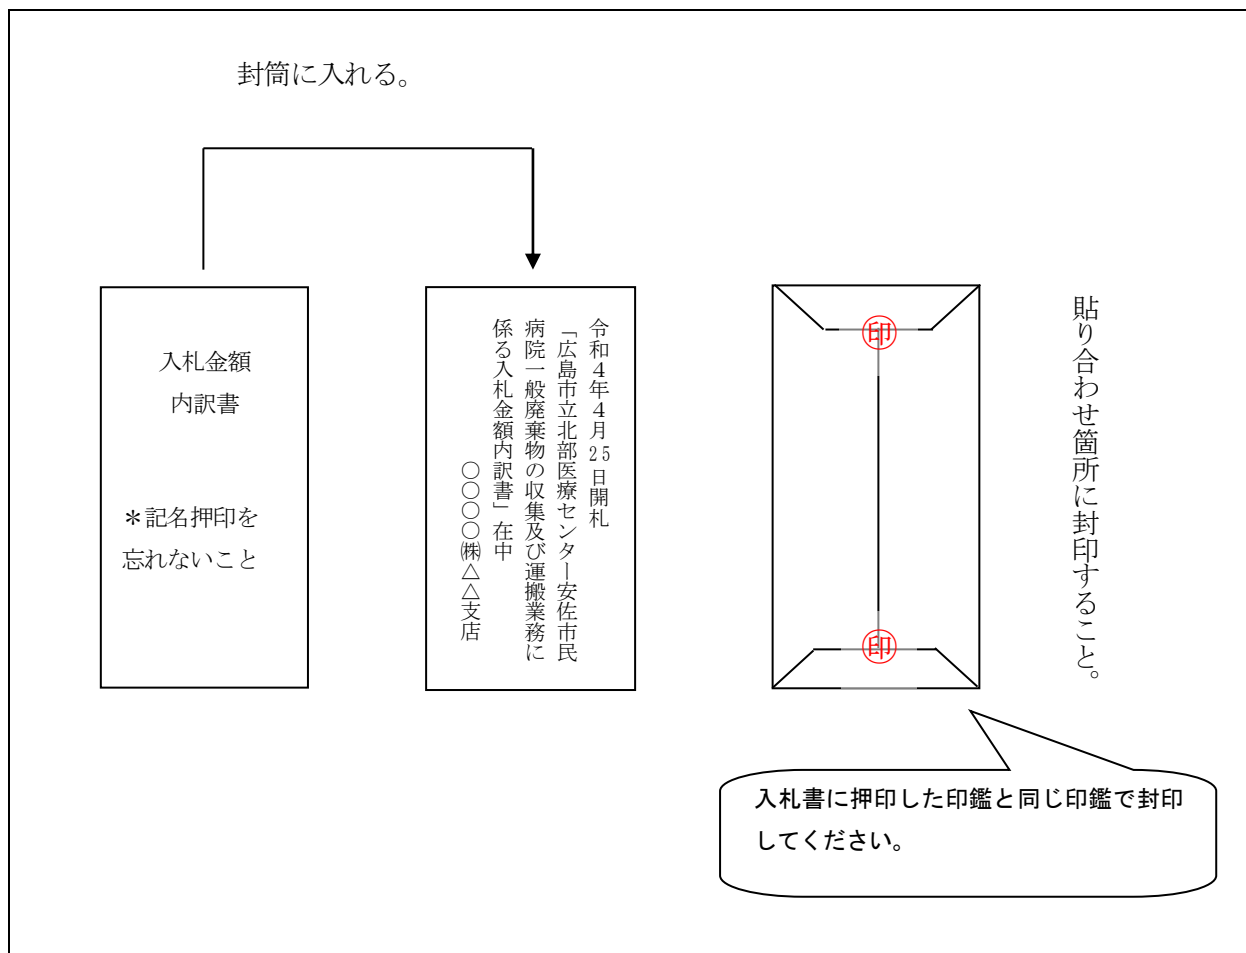 封筒に入れる。
入札金額
内訳書
＊記名押印を
忘れないこと
令和４年４月25日開札
「広島市立北部医療センター安佐市民
病院一般廃棄物の収集及び運搬業務に
係る入札金額内訳書」在中
○○○○㈱△△支店
印
印
貼り合わせ箇所に封印すること。
入札書に押印した印鑑と同じ印鑑で封印
してください。